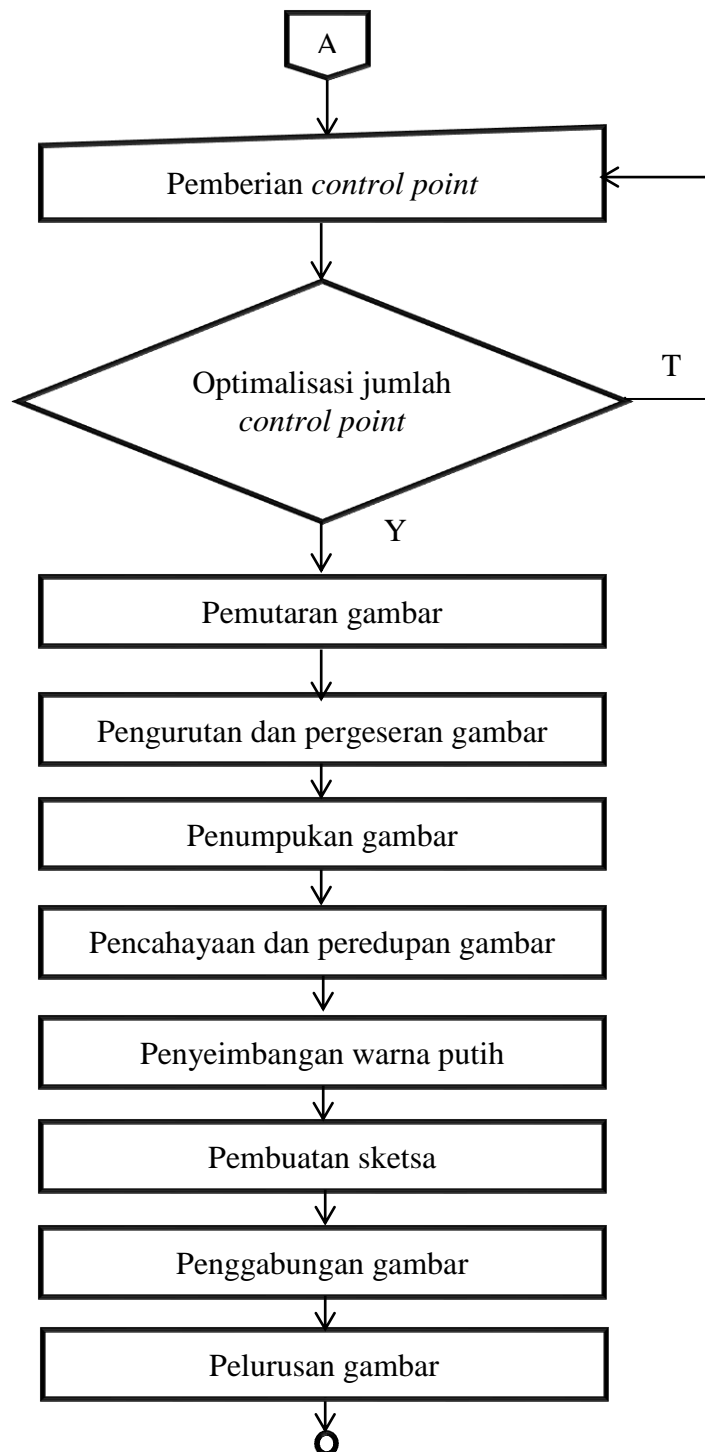 A
Pemberian control point
Optimalisasi jumlah
control point
T
Y
Pemutaran gambar
Pengurutan dan pergeseran gambar
Penumpukan gambar
Pencahayaan dan peredupan gambar
Penyeimbangan warna putih
Pembuatan sketsa
Penggabungan gambar
Pelurusan gambar